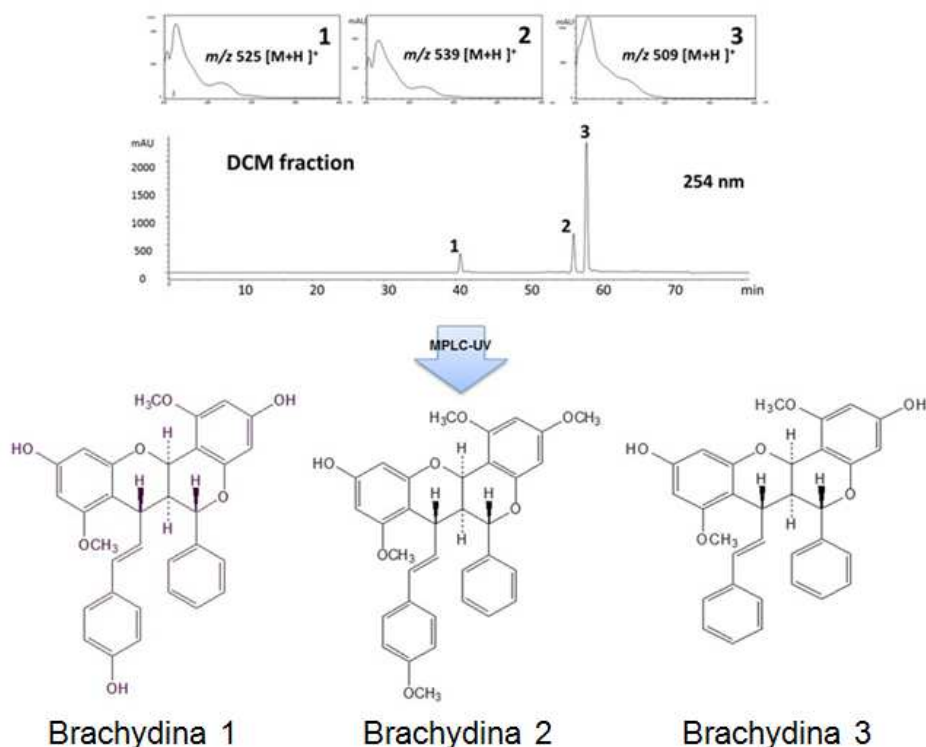 1
m/z 525 [M+H ]+
2
m/z 539 [M+H ]+
mAU
3
m/z 509 [M+H ]+
mAU
2000
1500
1000
500
0
DCM fraction
254 nm
1
2
3
10 20 30 40 50 60 70 min
MPLC-UV
H3CO
OH
HO
O
H
H
H
H
O
OCH3
OH
H3CO
OCH3
HO
O
H
H
H
H
O
OCH3
OCH3
H3CO
OH
HO
O
H
H
H
H
O
OCH3
Brachydina 1
Brachydina 2
Brachydina 3